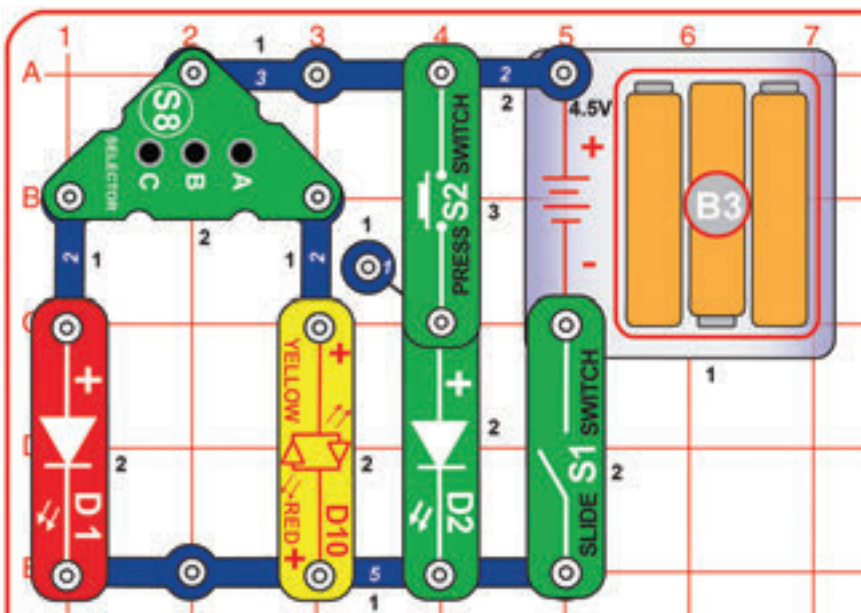 1 2 3 4 5 6 7
A
B
C
D
E
1
3
2
2
4.5V
+
-
B3
1
S8
SELECTOR
C B A
2
2
1
1
2
1
1
PRESS S2 SWITCH
3
+
D1
2
YELLOW
+
RED+
D10
2
+
D2
2
SLIDE S1 SWITCH
2
5
1